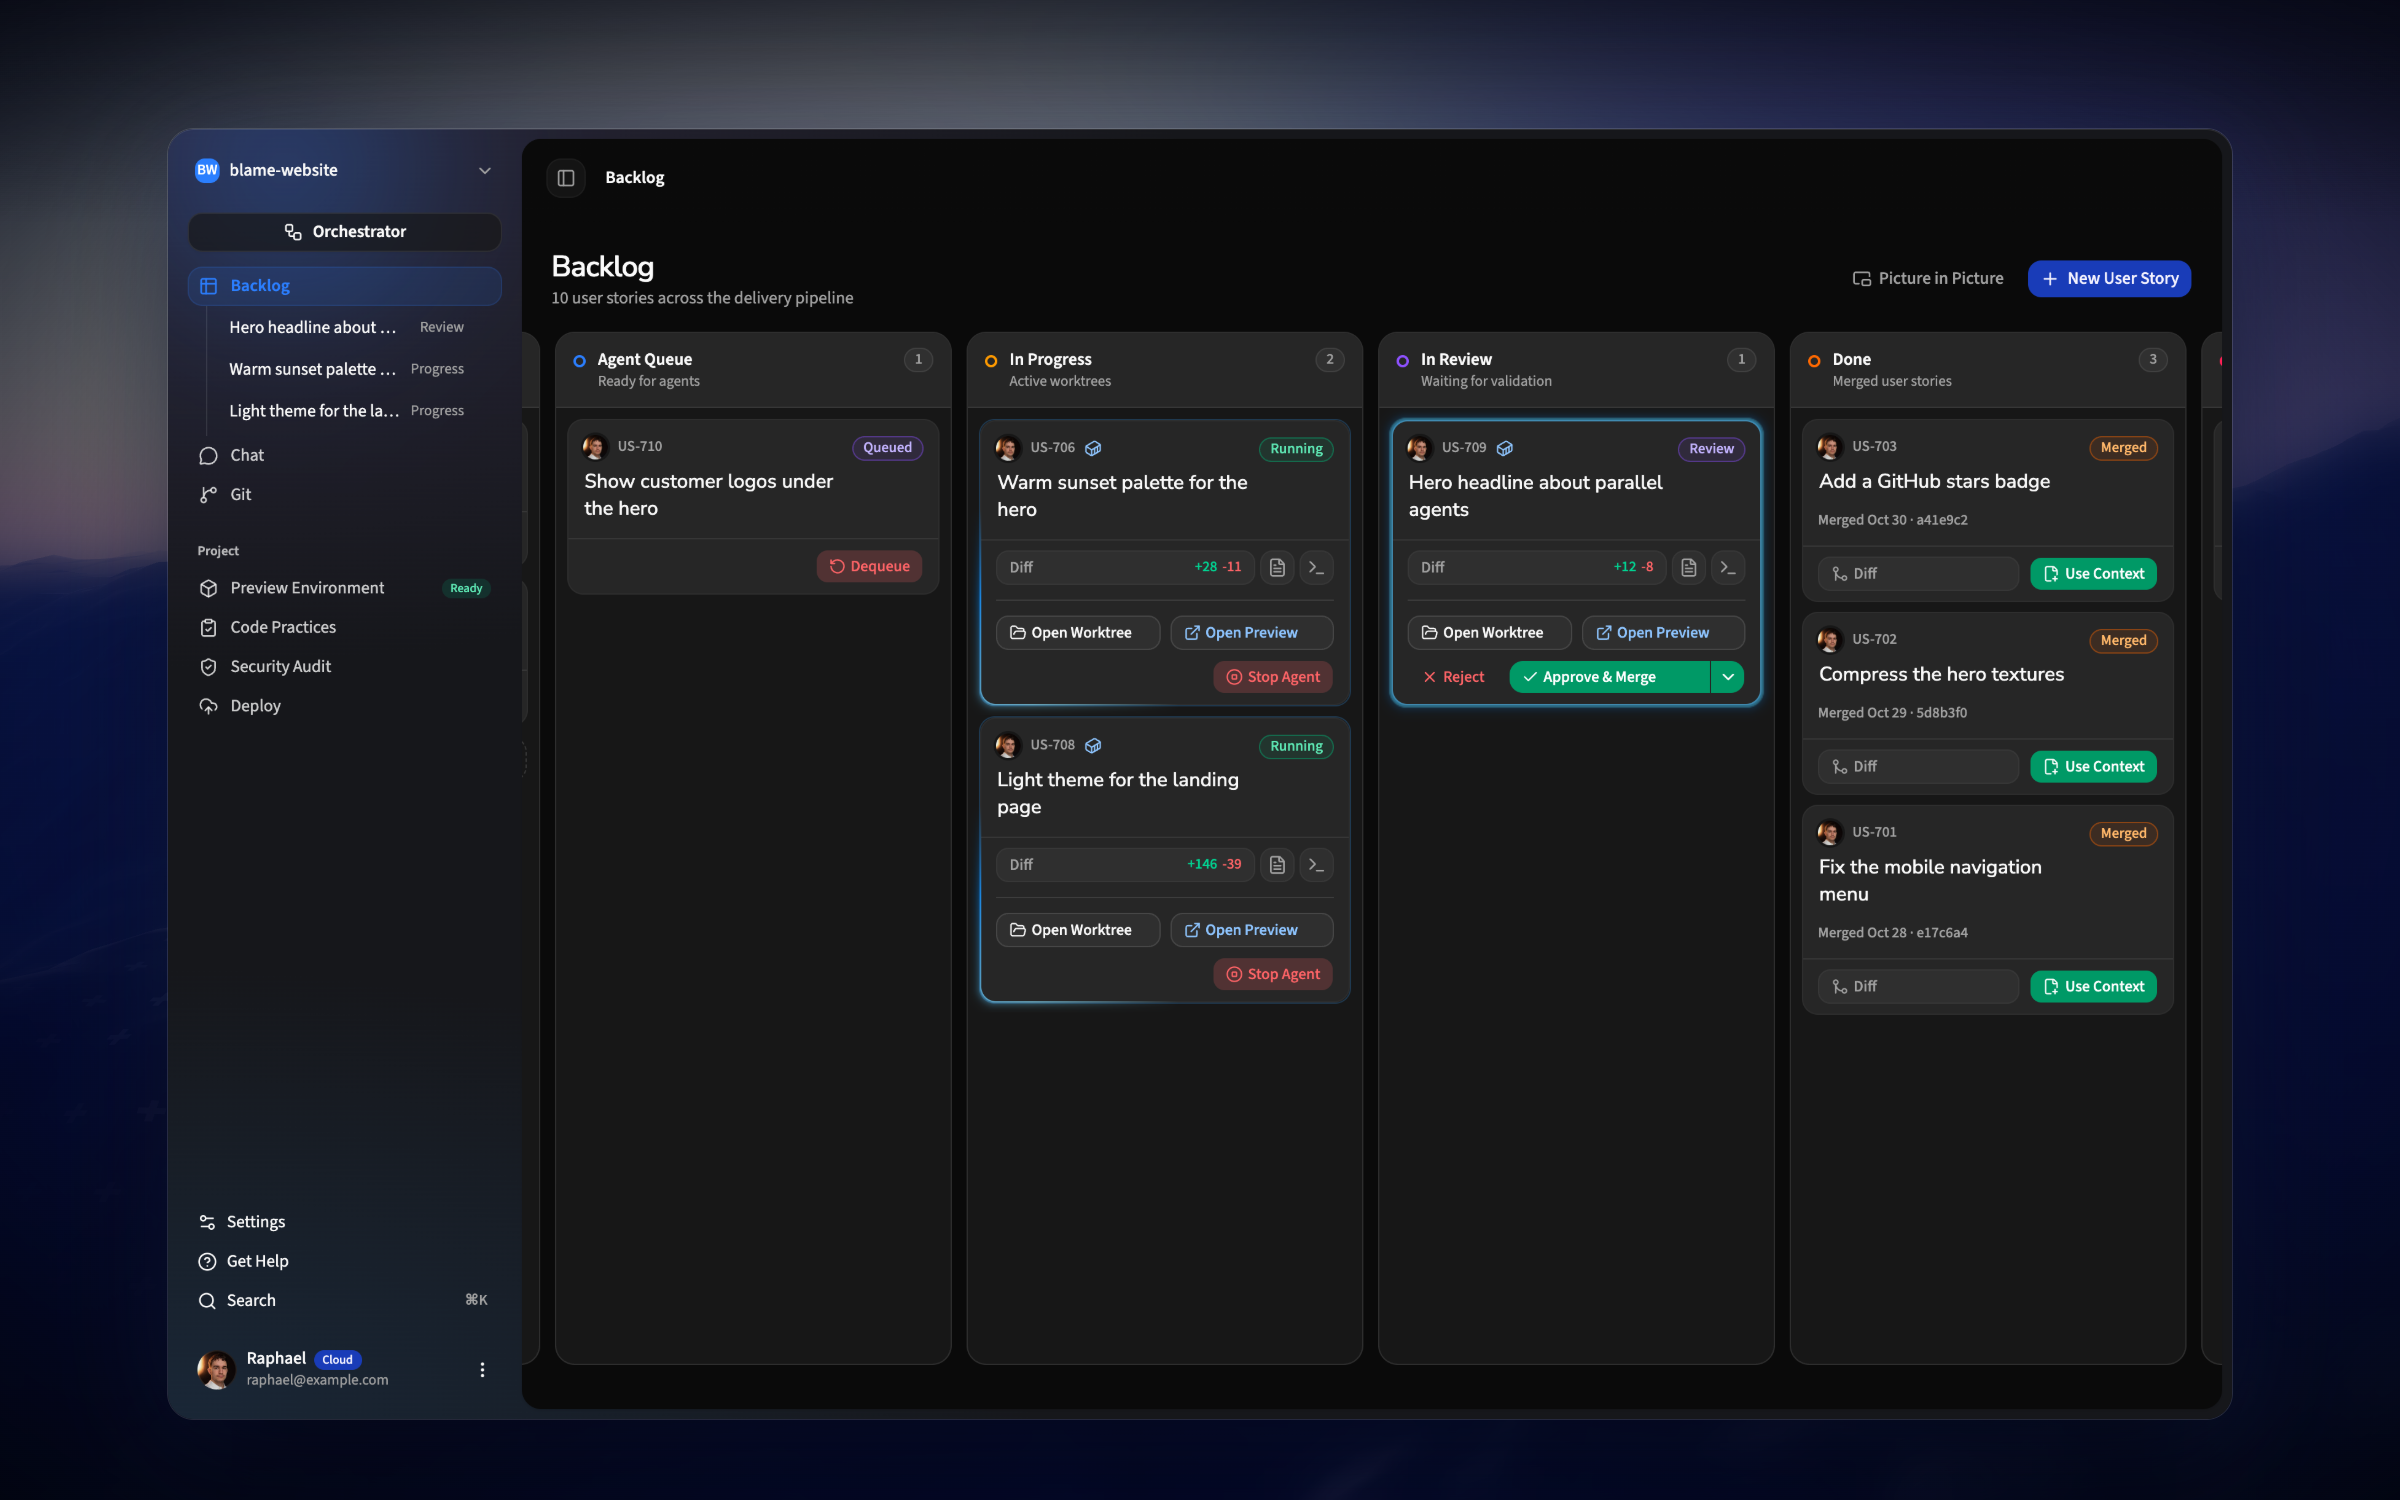 BW blame-website
Orchestrator
Backlog
Hero headline about ... Review
Warm sunset palette ... Progress
Light theme for the la... Progress
Chat
Git
Project
Preview Environment Ready
Code Practices
Security Audit
Deploy
Settings
Get Help
Search ⌘K
Raphael Cloud
raphael@example.com
Backlog
Backlog
10 user stories across the delivery pipeline
Picture in Picture
New User Story
Agent Queue 1
Ready for agents
US-710 Queued
Show customer logos under
the hero
Dequeue
In Progress 2
Active worktrees
US-706 Running
Warm sunset palette for the
hero
Diff +28 -11
Open Worktree Open Preview
Stop Agent
US-708 Running
Light theme for the landing
page
Diff +146 -39
Open Worktree Open Preview
Stop Agent
In Review 1
Waiting for validation
US-709 Review
Hero headline about parallel
agents
Diff +12 -8
Open Worktree Open Preview
Reject Approve & Merge
Done 3
Merged user stories
US-703 Merged
Add a GitHub stars badge
Merged Oct 30 · a41e9c2
Diff Use Context
US-702 Merged
Compress the hero textures
Merged Oct 29 · 5d8b3f0
Diff Use Context
US-701 Merged
Fix the mobile navigation
menu
Merged Oct 28 · e17c6a4
Diff Use Context